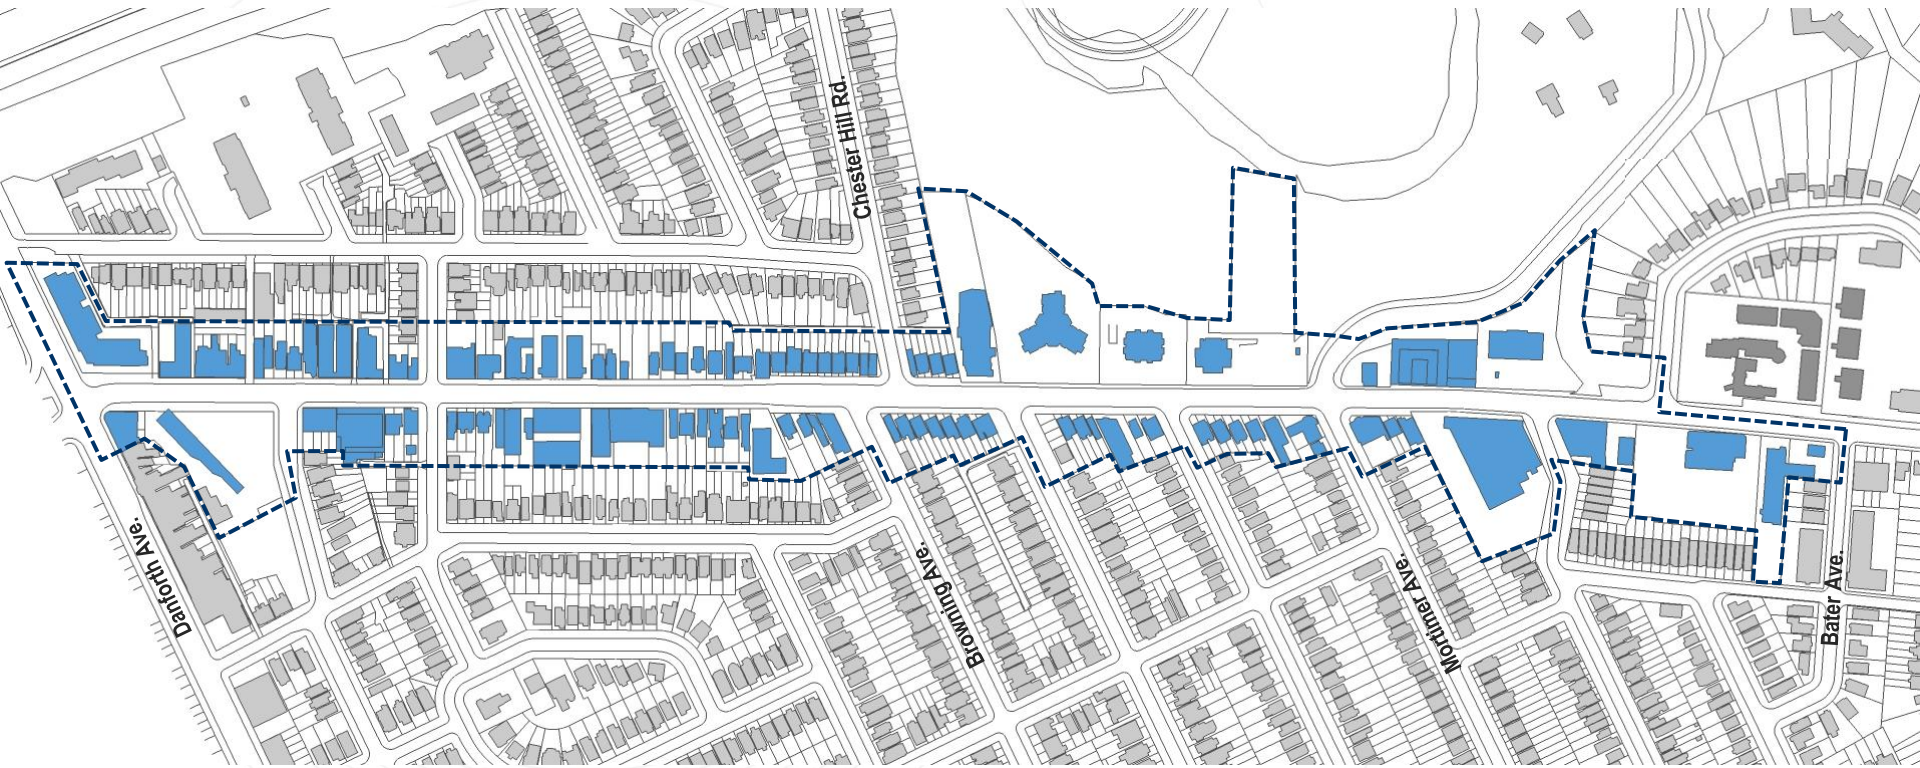 Chester Hill Rd.
Danforth Ave.
Browning Ave.
Mortimer Ave.
Bater Ave.